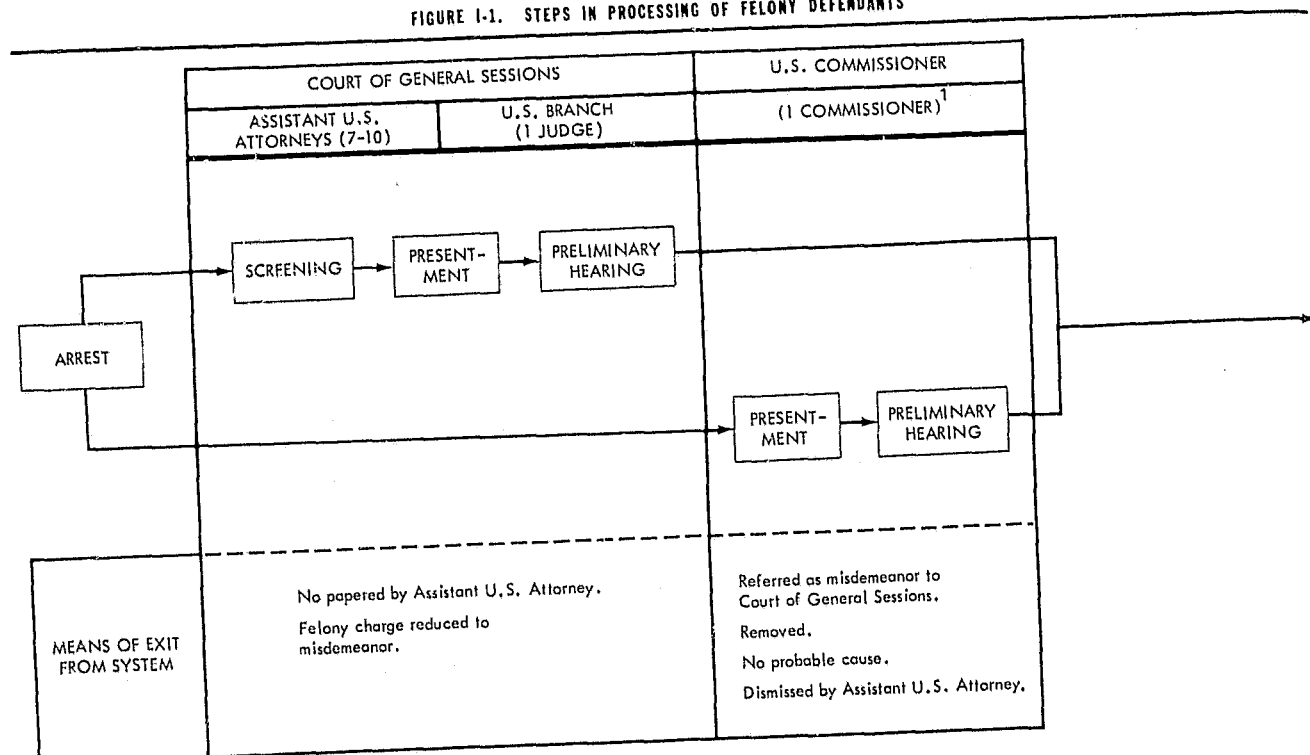 FIGURE I-1. STEPS IN PROCESSING OF FELONY DEFENDANTS
COURT OF GENERAL SESSIONS
U.S. COMMISSIONER
ASSISTANT U.S.
ATTORNEYS (7-10)
U.S. BRANCH
(1 JUDGE)
(1 COMMISSIONER)1
SCREENING
PRESENT-
MENT
PRELIMINARY
HEARING
ARREST
PRESENT-
MENT
PRELIMINARY
HEARING
MEANS OF EXIT
FROM SYSTEM
No papered by Assistant U.S. Attorney.
Felony charge reduced to
misdemeanor.
Referred as misdemeanor to
Court of General Sessions.
Removed.
No probable cause.
Dismissed by Assistant U.S. Attorney.